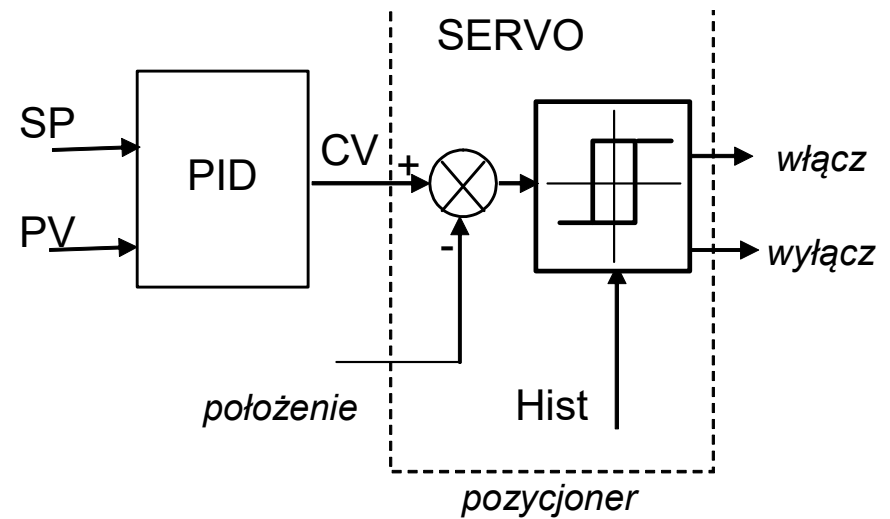 SERVO
SP
CV
+
PID
włącz
PV
-
wyłącz
położenie
Hist
pozycjoner